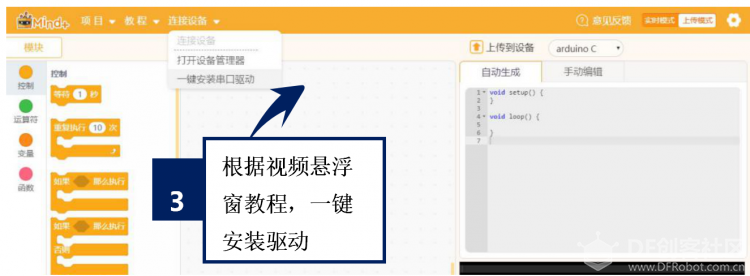 Mind+ 项目 教程 连接设备 意见反馈 实时模式 上传模式
模块
连接设备
打开设备管理器
一键安装串口驱动
上传到设备 arduino C
自动生成 手动编辑
控制
运算符
变量
函数
控制
等待 1 秒
重复执行 10 次
如果 那么执行
如果 那么执行
否则
1 void setup() {
2 }
3
4 void loop() {
5
6 }
7
3
根据视频悬浮
窗教程，一键
安装驱动
DF创客社区
www.DFRobot.com.cn